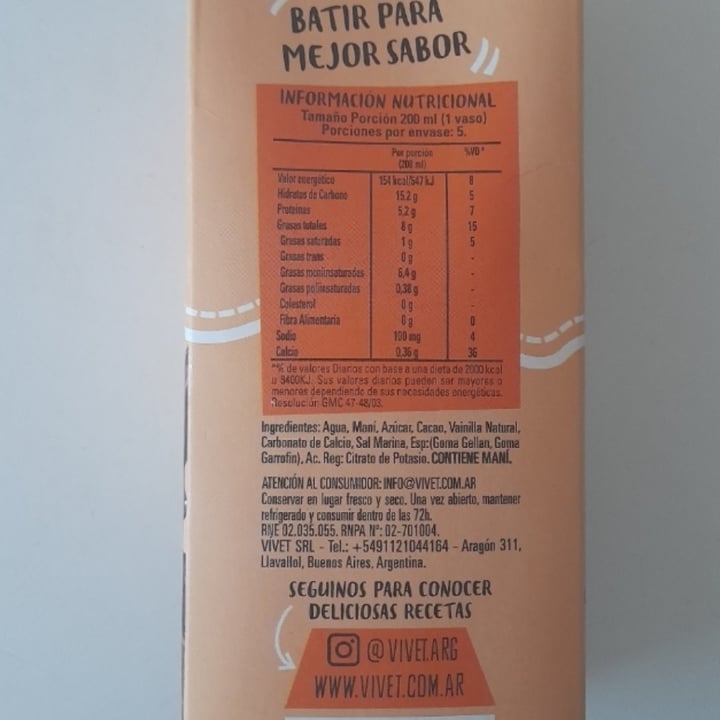 BATIR PARA
MEJOR SABOR
INFORMACIÓN NUTRICIONAL
Tamaño Porción 200 ml (1 vaso)
Porciones por envase: 5.
Por porción (200 ml) %VD*
Valor energético 154 kcal/547 kJ 8
Hidratos de Carbono 15,2 g 5
Proteínas 5,2 g 7
Grasas totales 8 g 15
Grasas saturadas 1 g 5
Grasas trans 0 g -
Grasas monoinsaturadas 6,4 g -
Grasas poliinsaturadas 0,38 g -
Colesterol 0 g -
Fibra Alimentaria 0 g 0
Sodio 100 mg 4
Calcio 0,36 g 36
*% de valores Diarios con base a una dieta de 2000 kcal
u 8400KJ. Sus valores diarios pueden ser mayores o
menores dependiendo de sus necesidades energéticas.
Resolución GMC 47-48/03.
Ingredientes: Agua, Maní, Azúcar, Cacao, Vainilla Natural,
Carbonato de Calcio, Sal Marina, Esp:(Goma Gellan, Goma
Garrofin), Ac. Reg: Citrato de Potasio. CONTIENE MANÍ.
ATENCIÓN AL CONSUMIDOR: INFO@VIVET.COM.AR
Conservar en lugar fresco y seco. Una vez abierto, mantener
refrigerado y consumir dentro de las 72h.
RNE 02.035.055. RNPA N°: 02-701004.
VIVET SRL - Tel.: +5491121044164 - Aragón 311,
Llavallol, Buenos Aires, Argentina.
SEGUINOS PARA CONOCER
DELICIOSAS RECETAS
@VIVET.ARG
WWW.VIVET.COM.AR